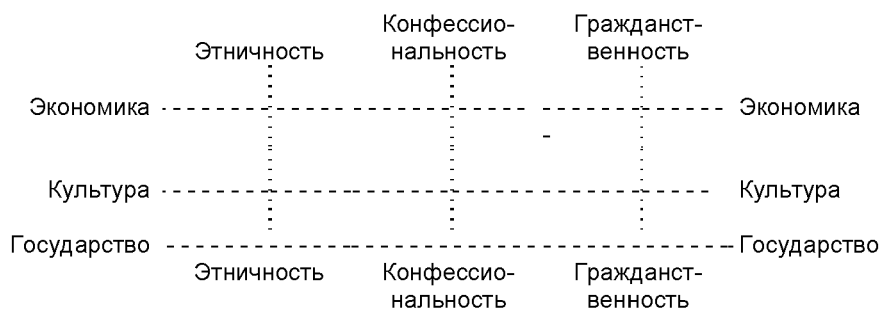 Конфессио- Гражданст-
Этничность нальность венность
Экономика Экономика
Культура Культура
Государство Государство
Этничность Конфессио- Гражданст-
нальность венность